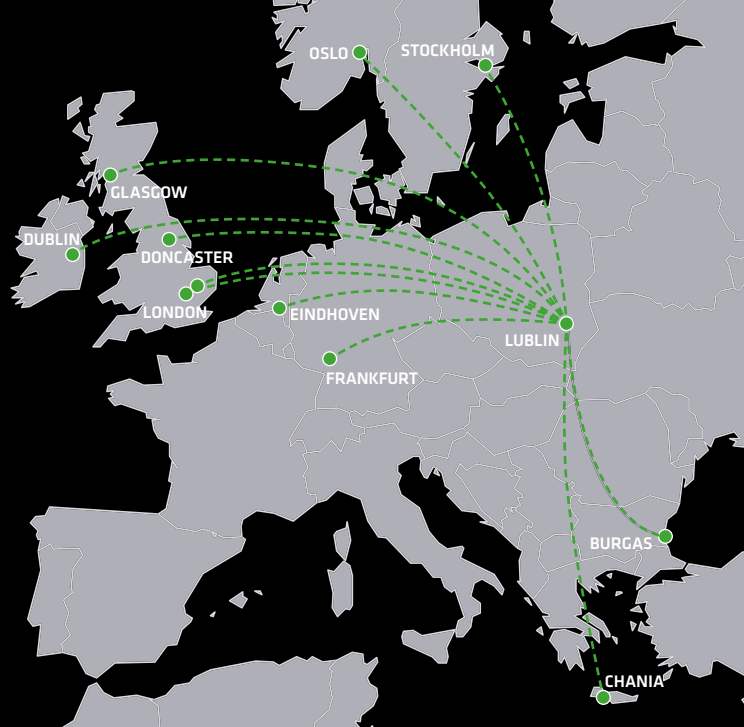 OSLO
STOCKHOLM
GLASGOW
DUBLIN
DONCASTER
LONDON
EINDHOVEN
LUBLIN
FRANKFURT
BURGAS
CHANIA